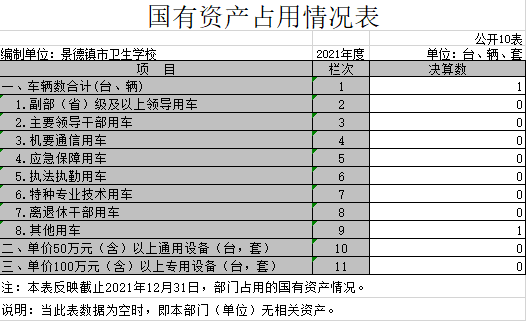 国有资产占用情况表
公开10表
编制单位：景德镇市卫生学校 2021年度 单位：台、辆、套
项 目 栏次 决算数
一、车辆数合计(台、辆) 1 1
1.副部（省）级及以上领导用车 2 0
2.主要领导干部用车 3 0
3.机要通信用车 4 0
4.应急保障用车 5 0
5.执法执勤用车 6 0
6.特种专业技术用车 7 0
7.离退休干部用车 8 0
8.其他用车 9 1
二、单价50万元（含）以上通用设备（台，套） 10 0
三、单价100万元（含）以上专用设备（台，套） 11 0
注：本表反映截止2021年12月31日，部门占用的国有资产情况。
说明：当此表数据为空时，即本部门（单位）无相关资产。